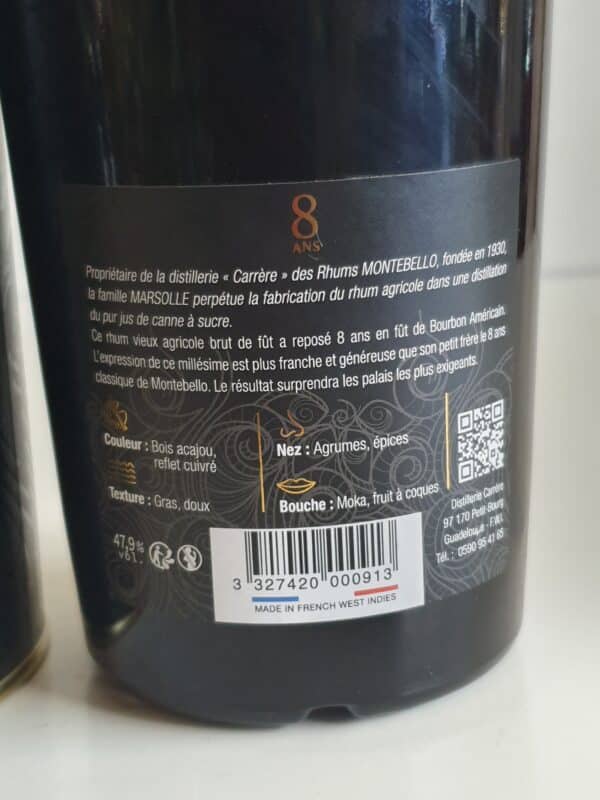 8
ANS
Propriétaire de la distillerie « Carrère » des Rhums MONTEBELLO, fondée en 1930,
la famille MARSOLLE perpétue la fabrication du rhum agricole dans une distillation
du pur jus de canne à sucre.
Ce rhum vieux agricole brut de fût a reposé 8 ans en fût de Bourbon Américain.
L'expression de ce millésime est plus franche et généreuse que son petit frère le 8 ans
classique de Montebello. Le résultat surprendra les palais les plus exigeants.
Couleur : Bois acajou,
reflet cuivré
Nez : Agrumes, épices
Texture : Gras, doux
Bouche : Moka, fruit à coques
Distillerie Carrère
97 170 Petit-Bourg
Guadeloupe - F.W.I.
Tél. : 0590 95 41 65
47,9%
vol.
3 327420 000913
MADE IN FRENCH WEST INDIES